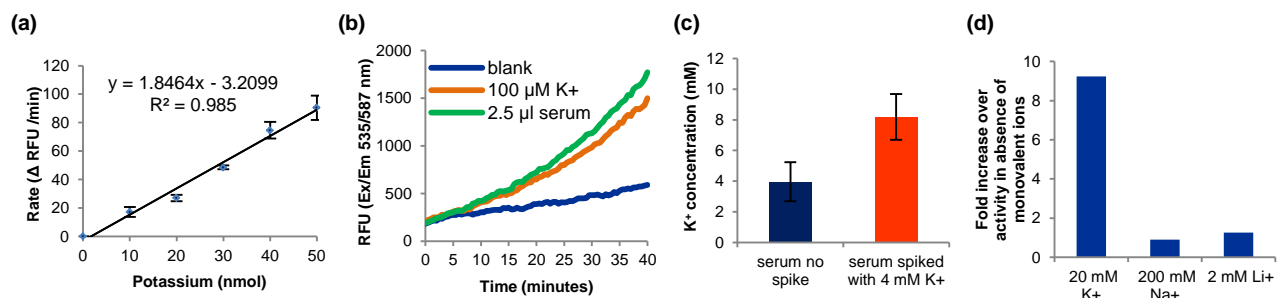 (a)
y = 1.8464x - 3.2099
R² = 0.985
Rate (Δ RFU /min)
140
120
100
80
60
40
20
0
0 10 20 30 40 50
Potassium (nmol)
(b)
RFU (Ex/Em 535/587 nm)
2000
1500
1000
500
0
blank
100 µM K+
2.5 µl serum
0 5 10 15 20 25 30 35 40
Time (minutes)
(c)
K⁺ concentration (mM)
14
12
10
8
6
4
2
0
serum no
spike
serum spiked
with 4 mM K+
(d)
Fold increase over
activity in absence of
monovalent ions
10
8
6
4
2
0
20 mM
K+
200 mM
Na+
2 mM Li+